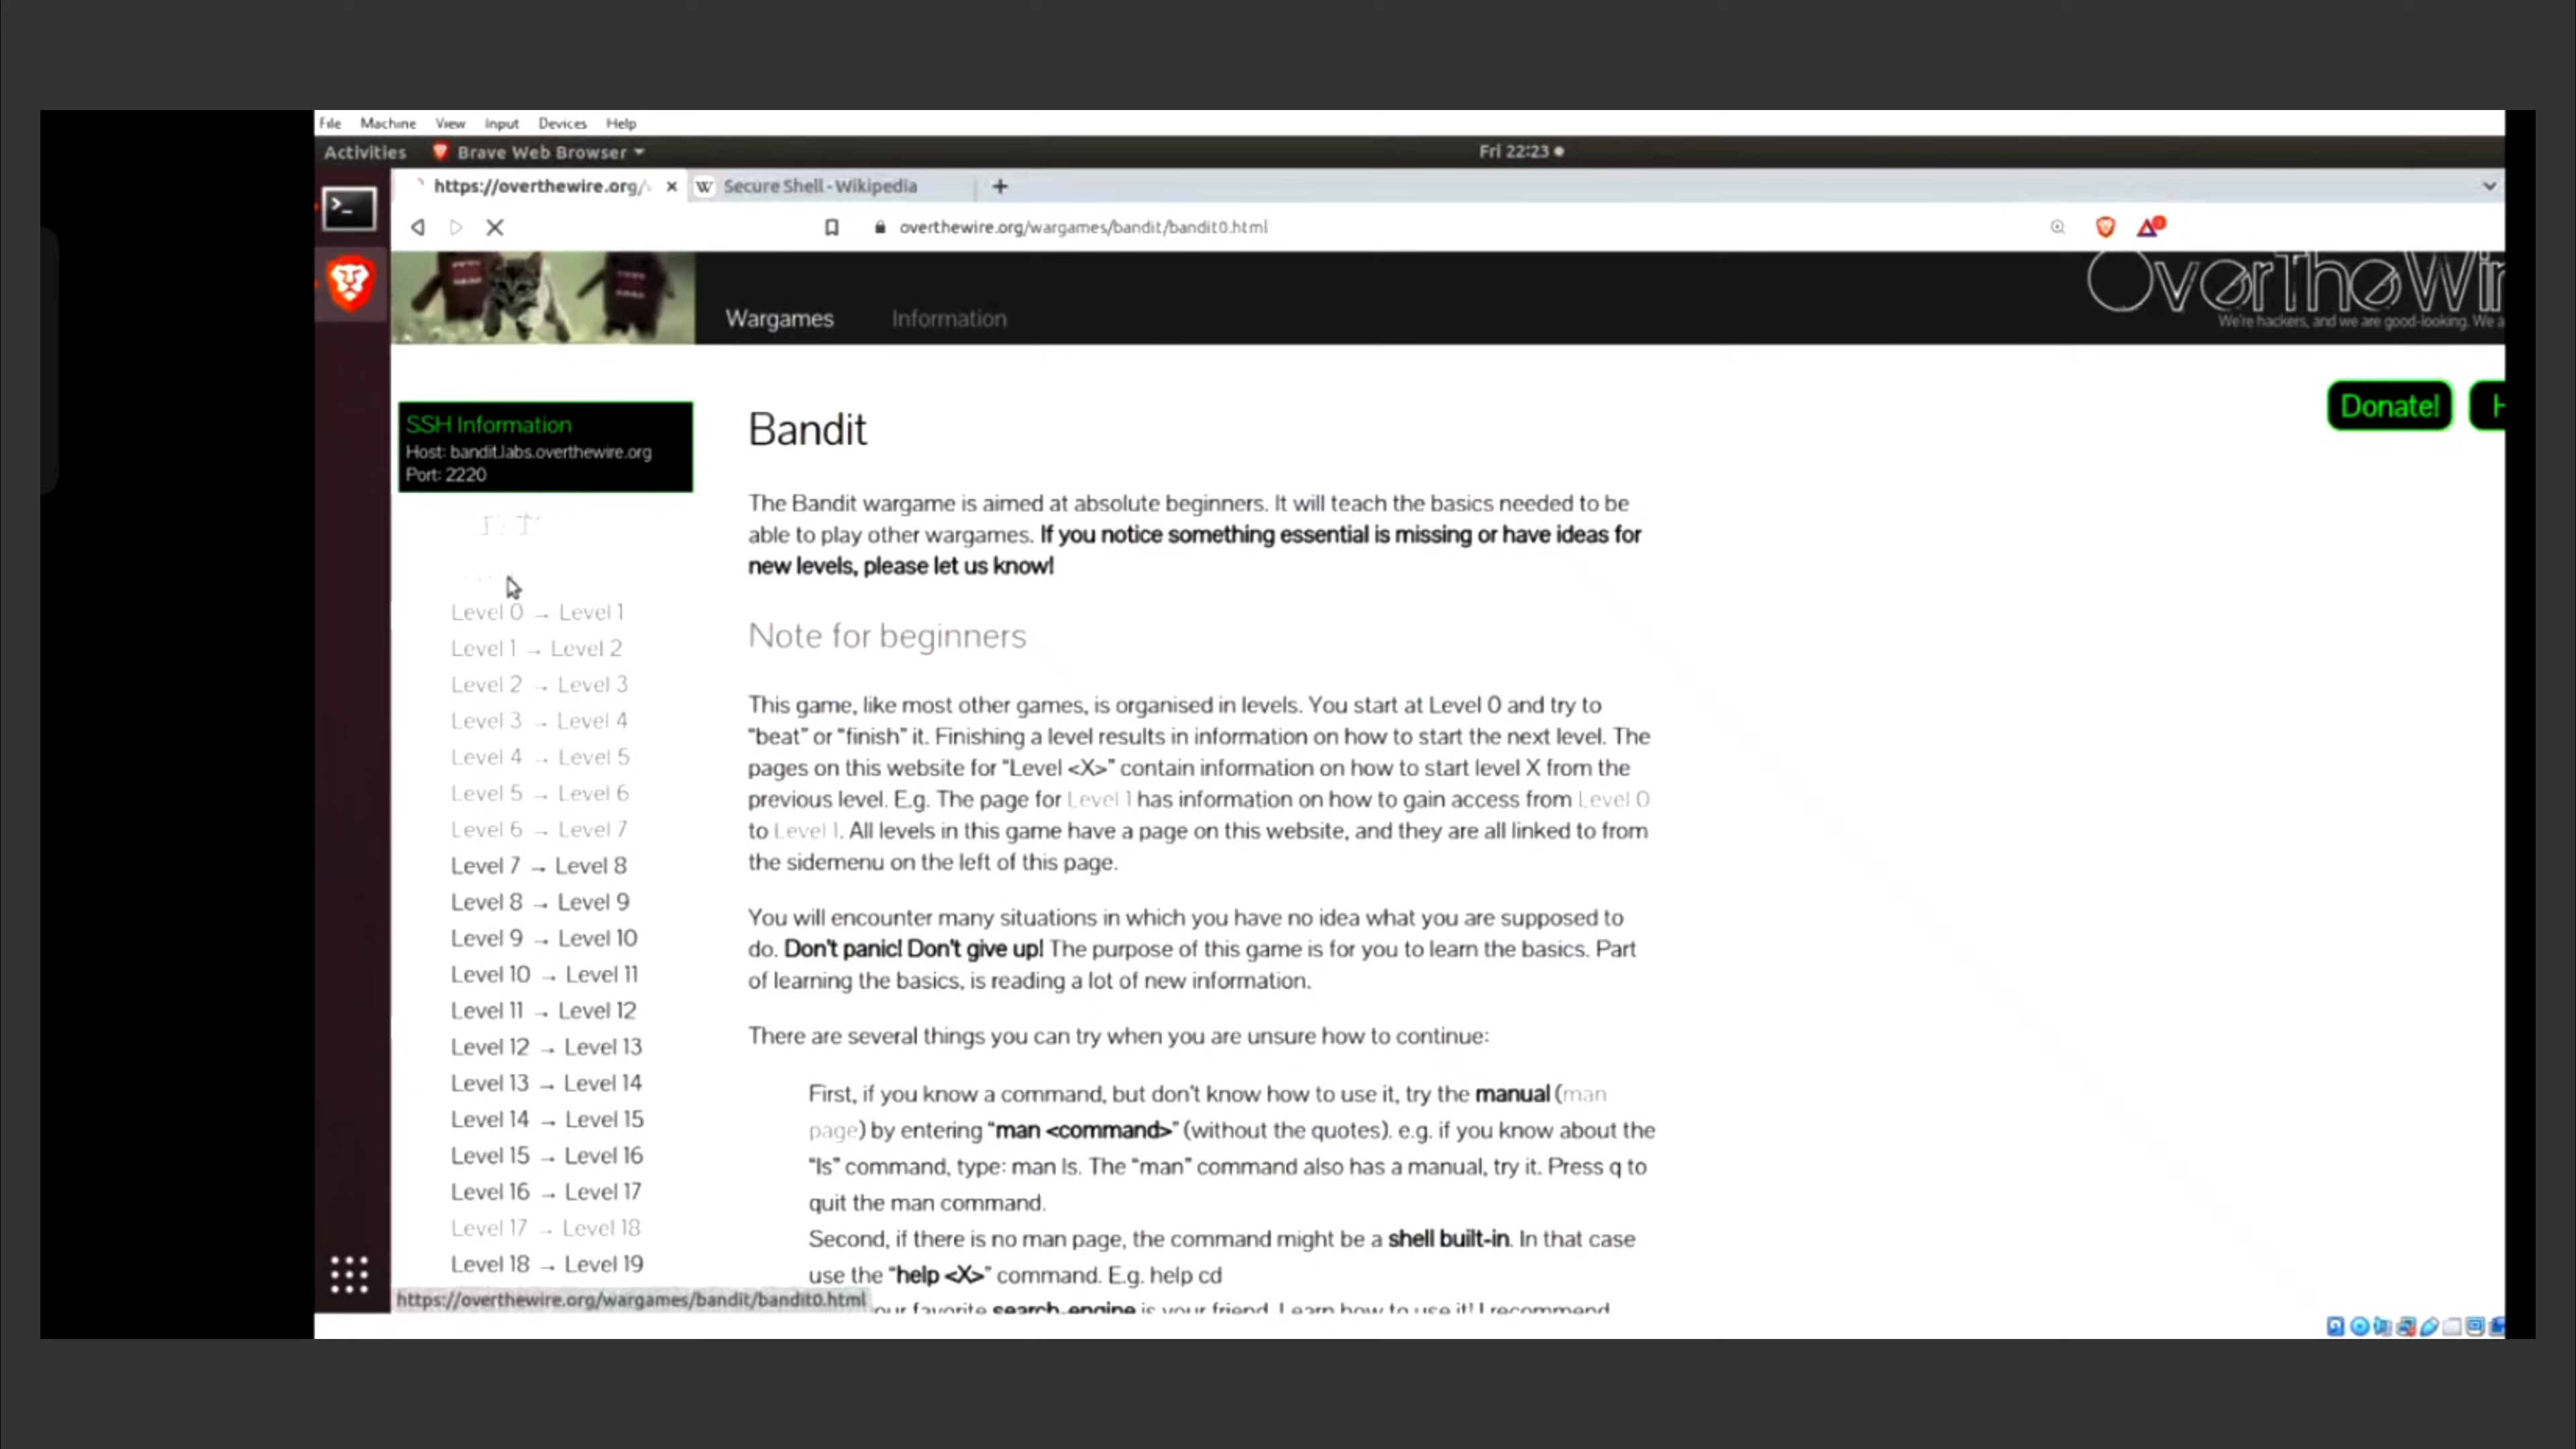 File Machine View Input Devices Help
Activities Brave Web Browser Fri 22:23
https://overthewire.org/ Secure Shell - Wikipedia
overthewire.org/wargames/bandit/bandit0.html
Wargames Information
OverTheWir
We're hackers, and we are good-looking. We a
Donate! H
SSH Information
Host: bandit.labs.overthewire.org
Port: 2220
Level 0 → Level 1
Level 1 → Level 2
Level 2 → Level 3
Level 3 → Level 4
Level 4 → Level 5
Level 5 → Level 6
Level 6 → Level 7
Level 7 → Level 8
Level 8 → Level 9
Level 9 → Level 10
Level 10 → Level 11
Level 11 → Level 12
Level 12 → Level 13
Level 13 → Level 14
Level 14 → Level 15
Level 15 → Level 16
Level 16 → Level 17
Level 17 → Level 18
Level 18 → Level 19
Bandit
The Bandit wargame is aimed at absolute beginners. It will teach the basics needed to be
able to play other wargames. If you notice something essential is missing or have ideas for
new levels, please let us know!
Note for beginners
This game, like most other games, is organised in levels. You start at Level 0 and try to
"beat" or "finish" it. Finishing a level results in information on how to start the next level. The
pages on this website for "Level <X>" contain information on how to start level X from the
previous level. E.g. The page for Level 1 has information on how to gain access from Level 0
to Level 1. All levels in this game have a page on this website, and they are all linked to from
the sidemenu on the left of this page.
You will encounter many situations in which you have no idea what you are supposed to
do. Don't panic! Don't give up! The purpose of this game is for you to learn the basics. Part
of learning the basics, is reading a lot of new information.
There are several things you can try when you are unsure how to continue:
First, if you know a command, but don't know how to use it, try the manual (man
page) by entering "man <command>" (without the quotes). e.g. if you know about the
"ls" command, type: man ls. The "man" command also has a manual, try it. Press q to
quit the man command.
Second, if there is no man page, the command might be a shell built-in. In that case
use the "help <X>" command. E.g. help cd
our favorite search-engine is your friend. Learn how to use it! I recommend
https://overthewire.org/wargames/bandit/bandit0.html